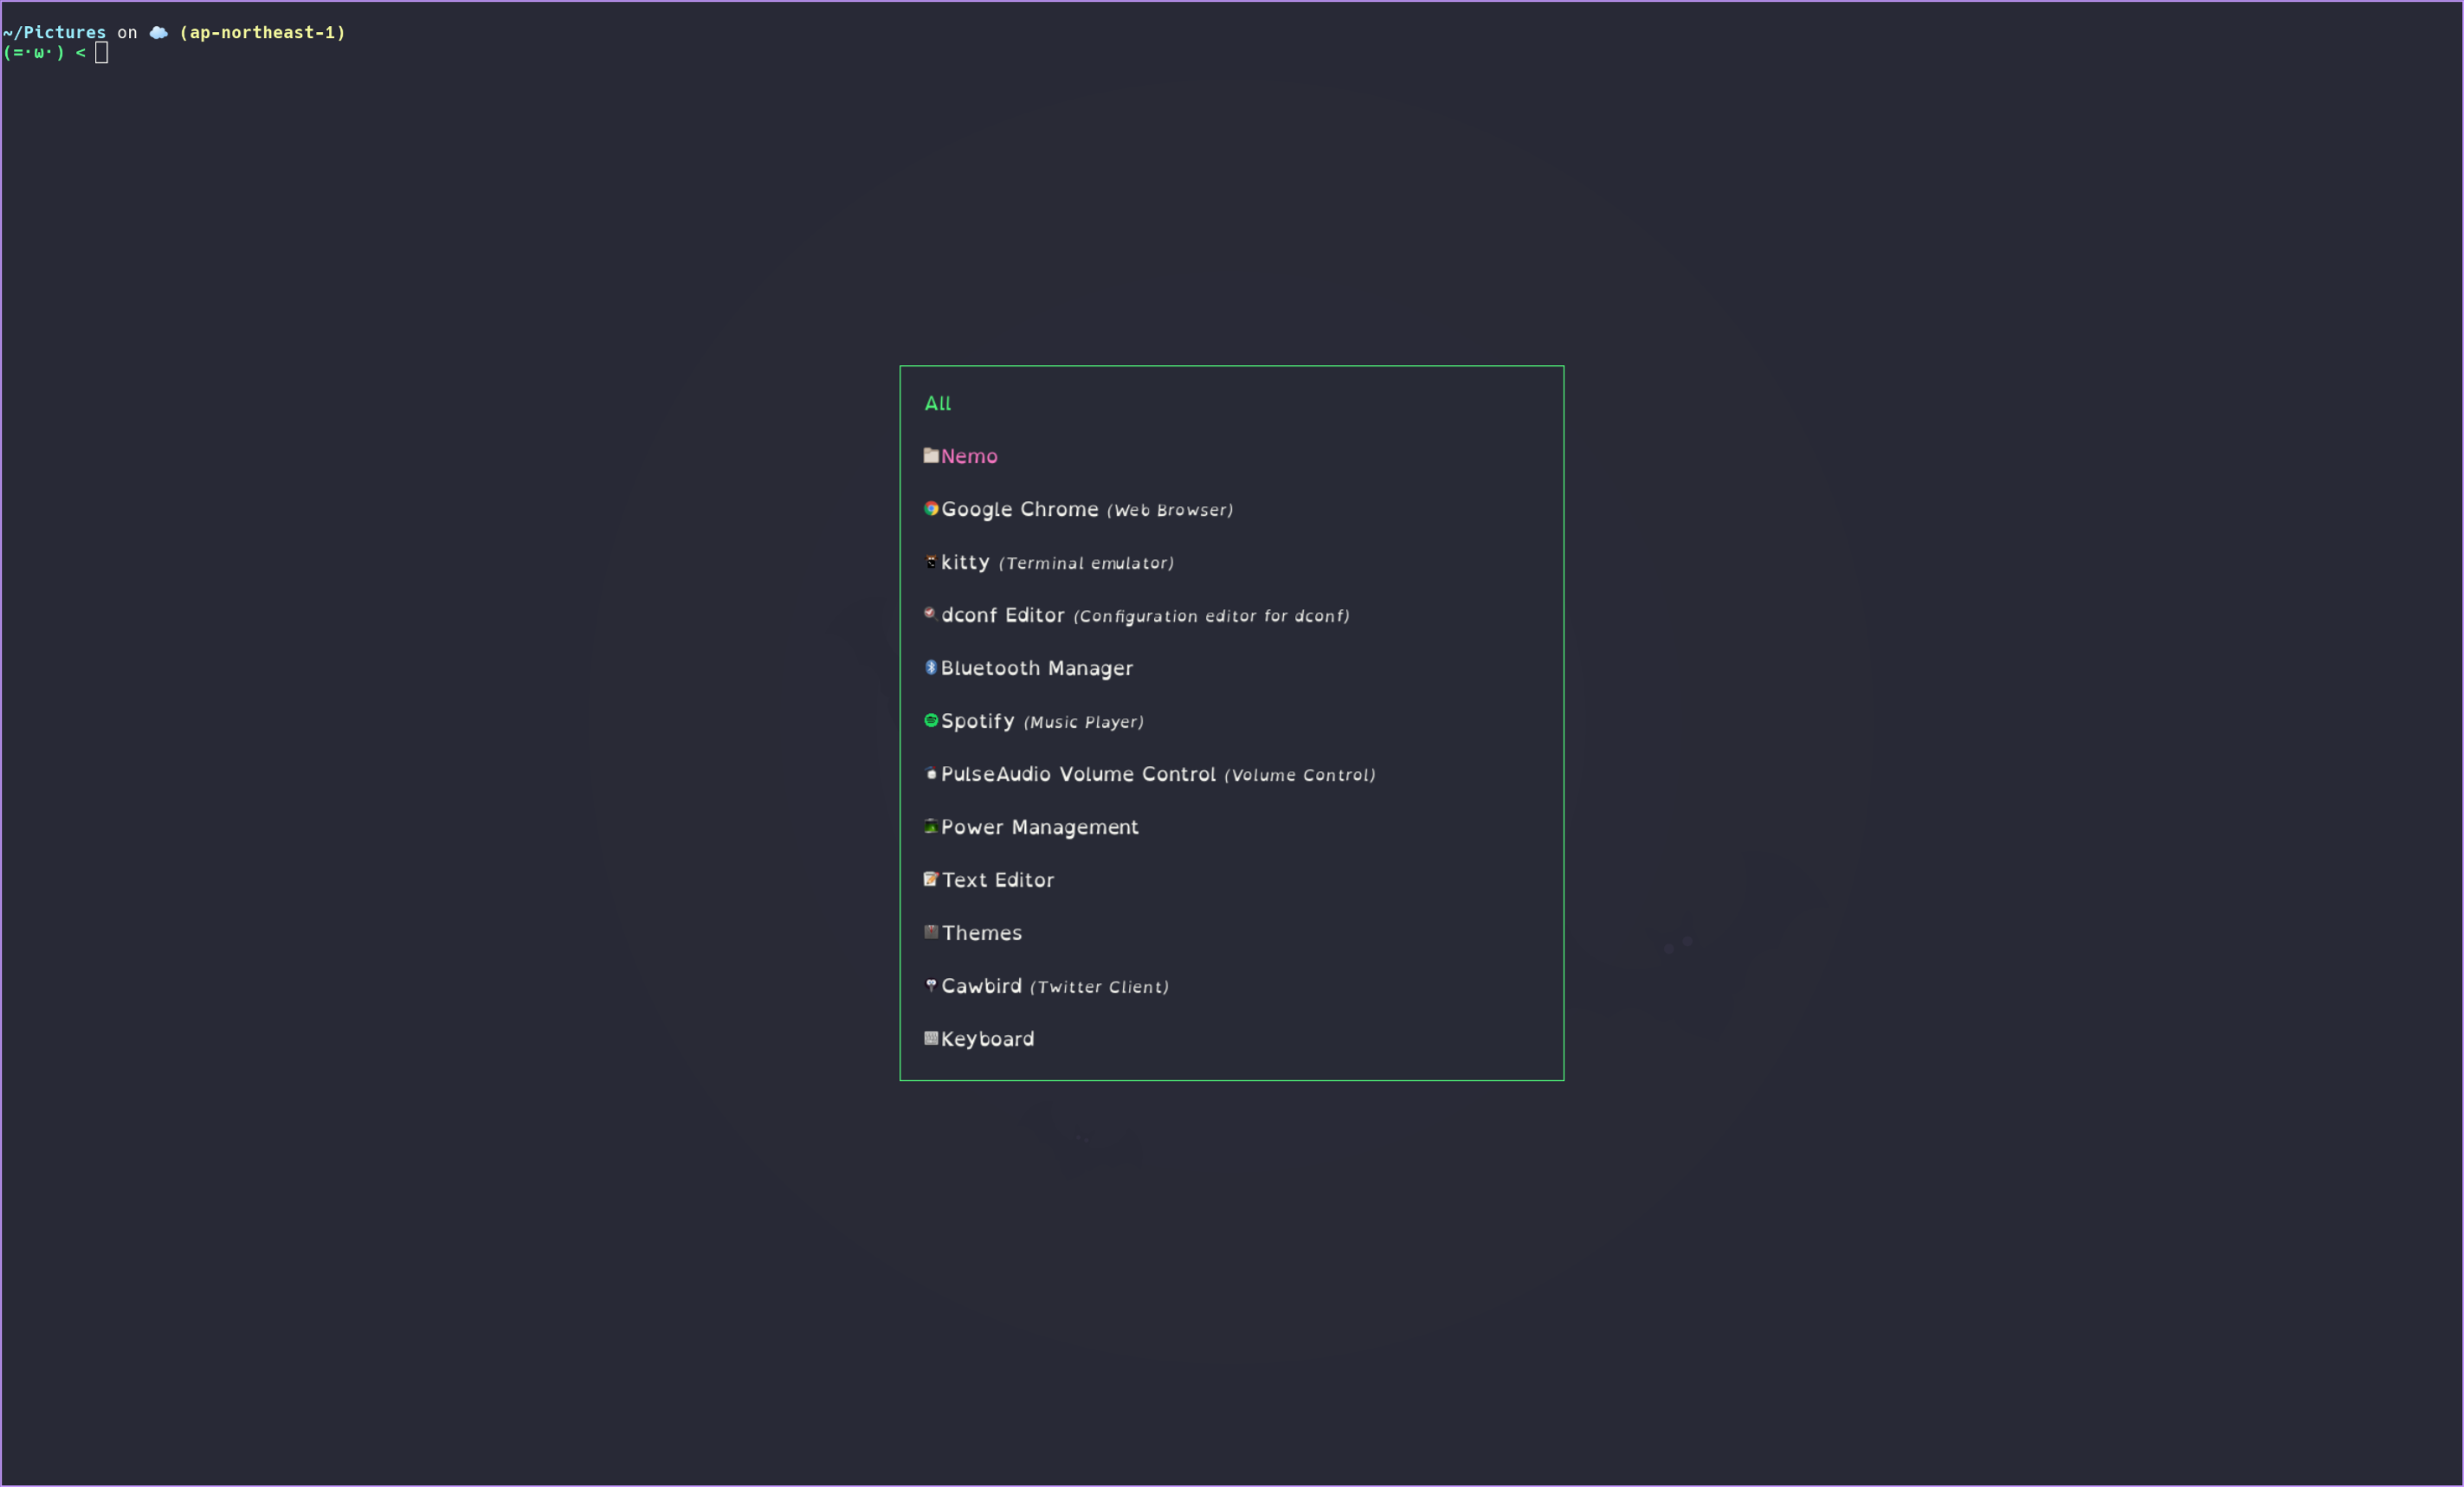 ~/Pictures on ☁️ (ap-northeast-1)
(=·ω·) <
All
Nemo
Google Chrome (Web Browser)
kitty (Terminal emulator)
dconf Editor (Configuration editor for dconf)
Bluetooth Manager
Spotify (Music Player)
PulseAudio Volume Control (Volume Control)
Power Management
Text Editor
Themes
Cawbird (Twitter Client)
Keyboard